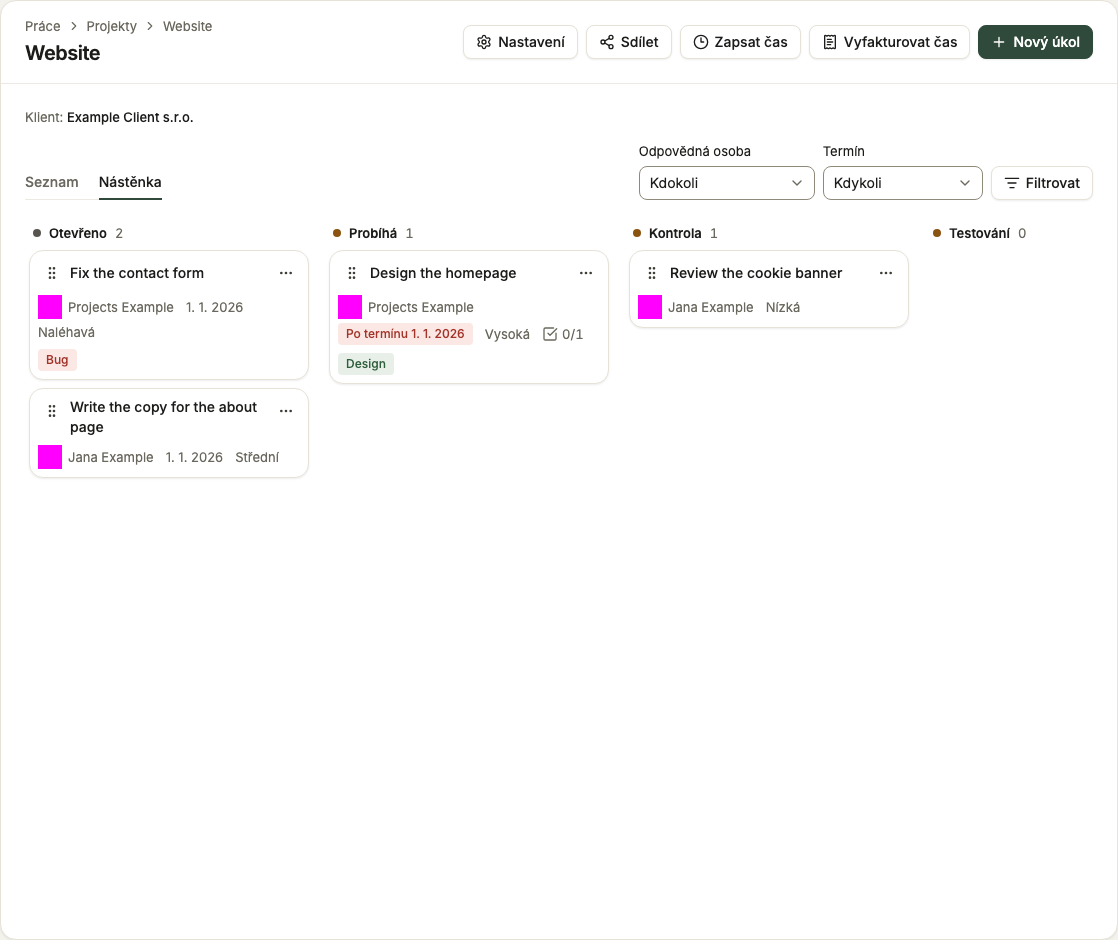 Práce > Projekty > Website
Website
Nastavení
Sdílet
Zapsat čas
Vyfakturovat čas
+ Nový úkol
Klient: Example Client s.r.o.
Seznam
Nástěnka
Odpovědná osoba
Kdokoli
Termín
Kdykoli
Filtrovat
Otevřeno 2
Fix the contact form
Projects Example 1. 1. 2026
Naléhavá
Bug
Write the copy for the about
page
Jana Example 1. 1. 2026 Střední
Probíhá 1
Design the homepage
Projects Example
Po termínu 1. 1. 2026 Vysoká 0/1
Design
Kontrola 1
Review the cookie banner
Jana Example Nízká
Testování 0